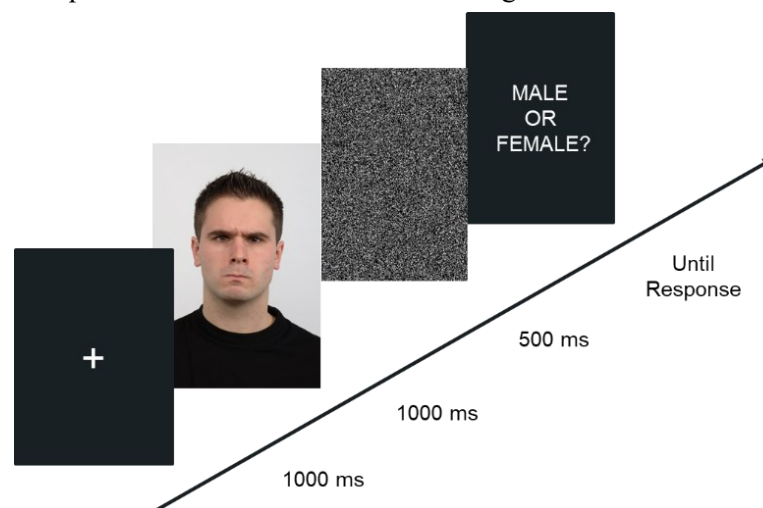 MALE
OR
FEMALE?
Until
Response
500 ms
+
1000 ms
1000 ms